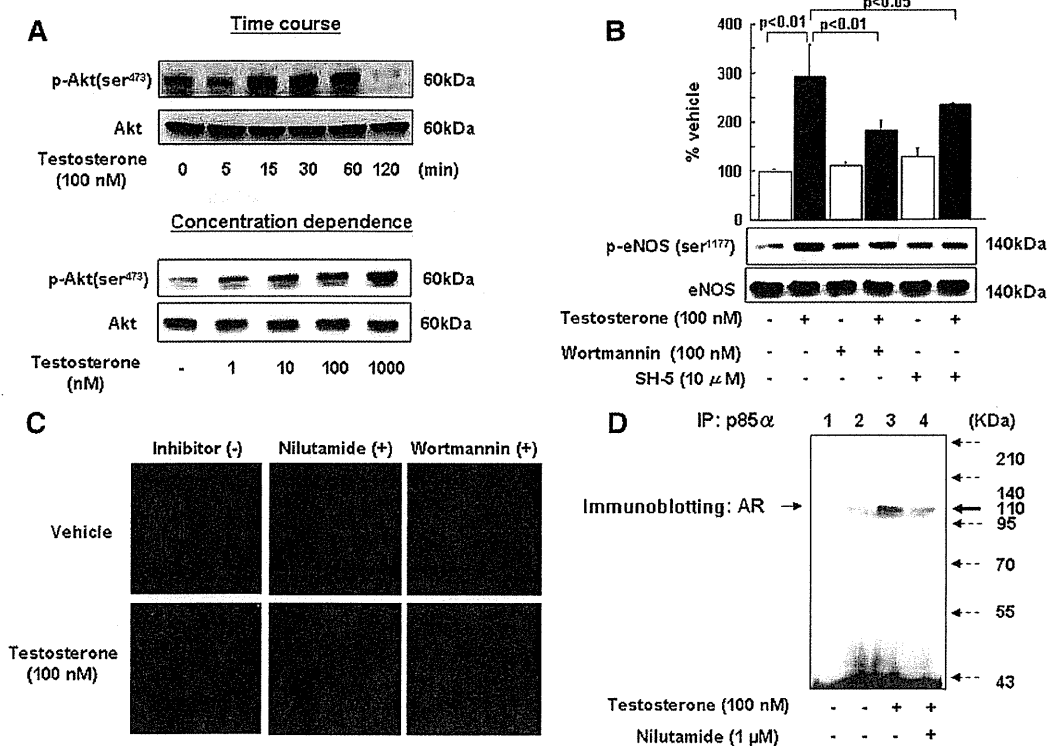 A
Time course
p-Akt(ser473)
60kDa
Akt
60kDa
Testosterone
(100 nM)
0 5 15 30 60 120 (min)
Concentration dependence
p-Akt(ser473)
60kDa
Akt
60kDa
Testosterone
(nM)
- 1 10 100 1000
B
p<0.05
p<0.01 p<0.01
% vehicle
400
300
200
100
0
p-eNOS (ser1177)
140kDa
eNOS
140kDa
Testosterone (100 nM) - + - + - +
Wortmannin (100 nM) - - + + - -
SH-5 (10 μM) - - - - + +
C
Inhibitor (-) Nilutamide (+) Wortmannin (+)
Vehicle
Testosterone
(100 nM)
D
IP: p85α 1 2 3 4 (KDa)
Immunoblotting: AR
210
140
110
95
70
55
43
Testosterone (100 nM) - - + +
Nilutamide (1 μM) - - - +